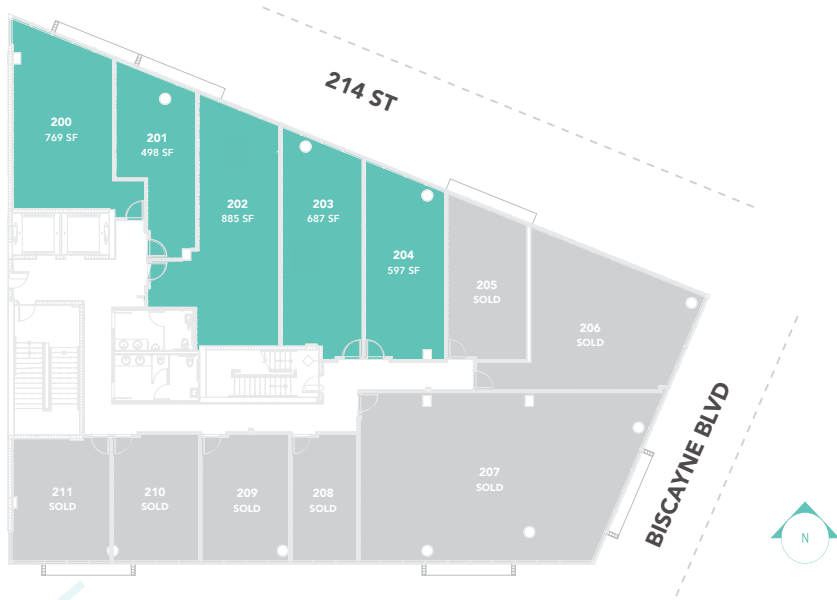 214 ST
200
769 SF
201
498 SF
202
885 SF
203
687 SF
204
597 SF
205
SOLD
206
SOLD
BISCAYNE BLVD
207
SOLD
211
SOLD
210
SOLD
209
SOLD
208
SOLD
N